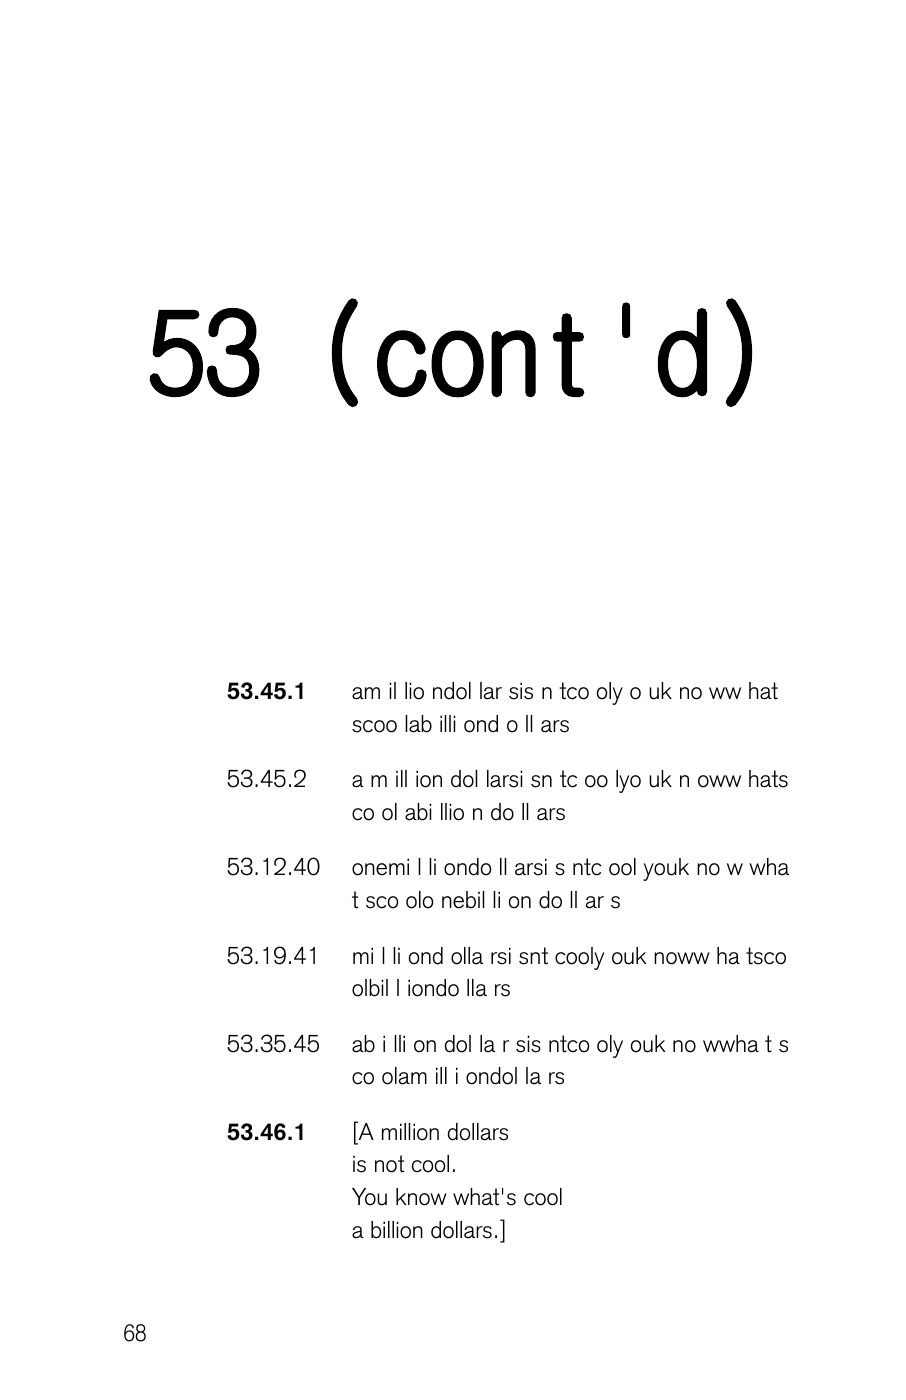 53 (cont'd)
53.45.1 am il lio ndol lar sis n tco oly o uk no ww hat
scoo lab illi ond o ll ars
53.45.2 a m ill ion dol larsi sn tc oo lyo uk n oww hats
co ol abi llio n do ll ars
53.12.40 onemi l li ondo ll arsi s ntc ool youk no w wha
t sco olo nebil li on do ll ar s
53.19.41 mi l li ond olla rsi snt cooly ouk noww ha tsco
olbil l iondo lla rs
53.35.45 ab i lli on dol la r sis ntco oly ouk no wwha t s
co olam ill i ondol la rs
53.46.1 [A million dollars
is not cool.
You know what's cool
a billion dollars.]
68